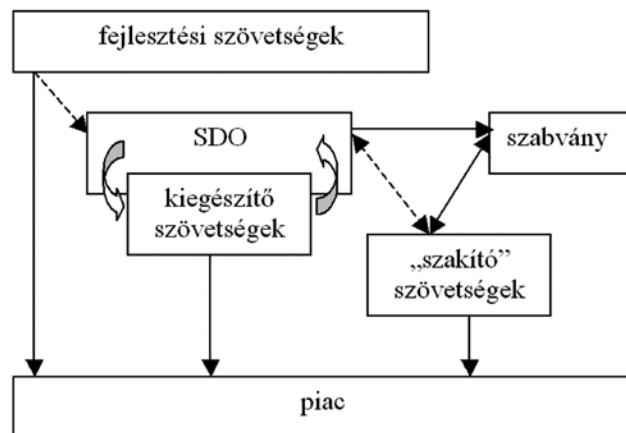 fejlesztési szövetségek
SDO
szabvány
kiegészítő
szövetségek
„szakító”
szövetségek
piac